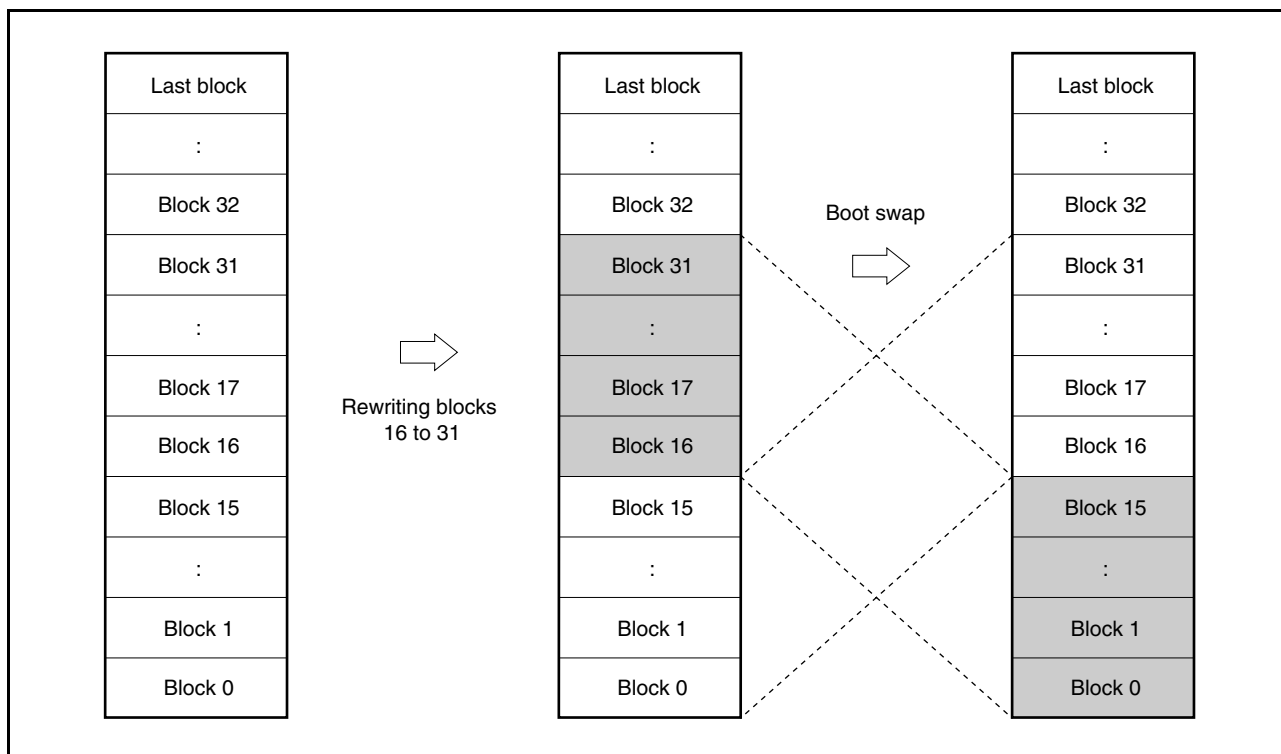 Last block
:
Block 32
Block 31
:
Block 17
Block 16
Block 15
:
Block 1
Block 0
Rewriting blocks
16 to 31
Last block
:
Block 32
Block 31
:
Block 17
Block 16
Block 15
:
Block 1
Block 0
Boot swap
Last block
:
Block 32
Block 31
:
Block 17
Block 16
Block 15
:
Block 1
Block 0